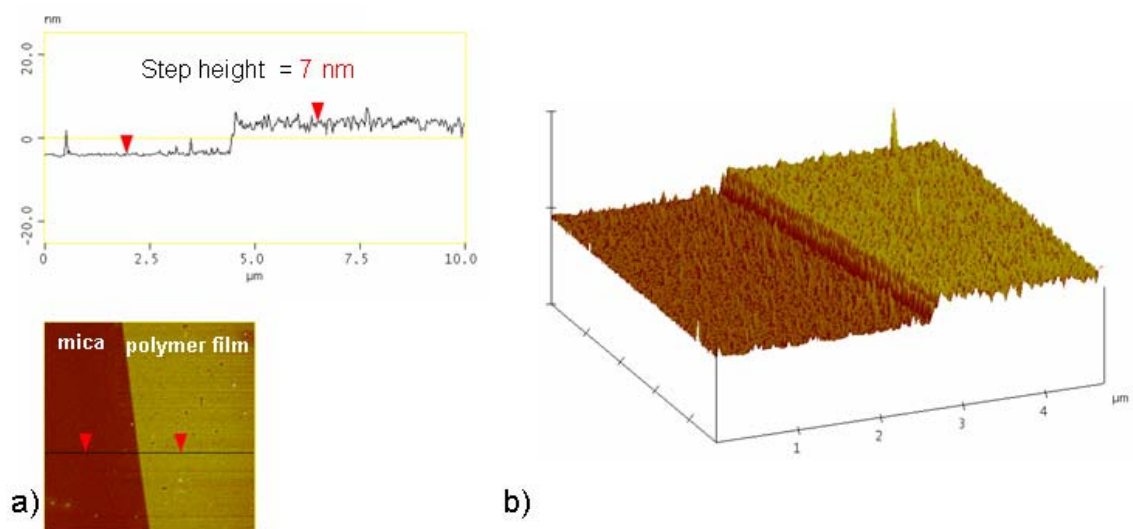 nm
Step height = 7 nm
20.0
0
-20.0
0 2.5 5.0 7.5 10.0
µm
mica polymer film
a)
1 2 3 4
µm
b)